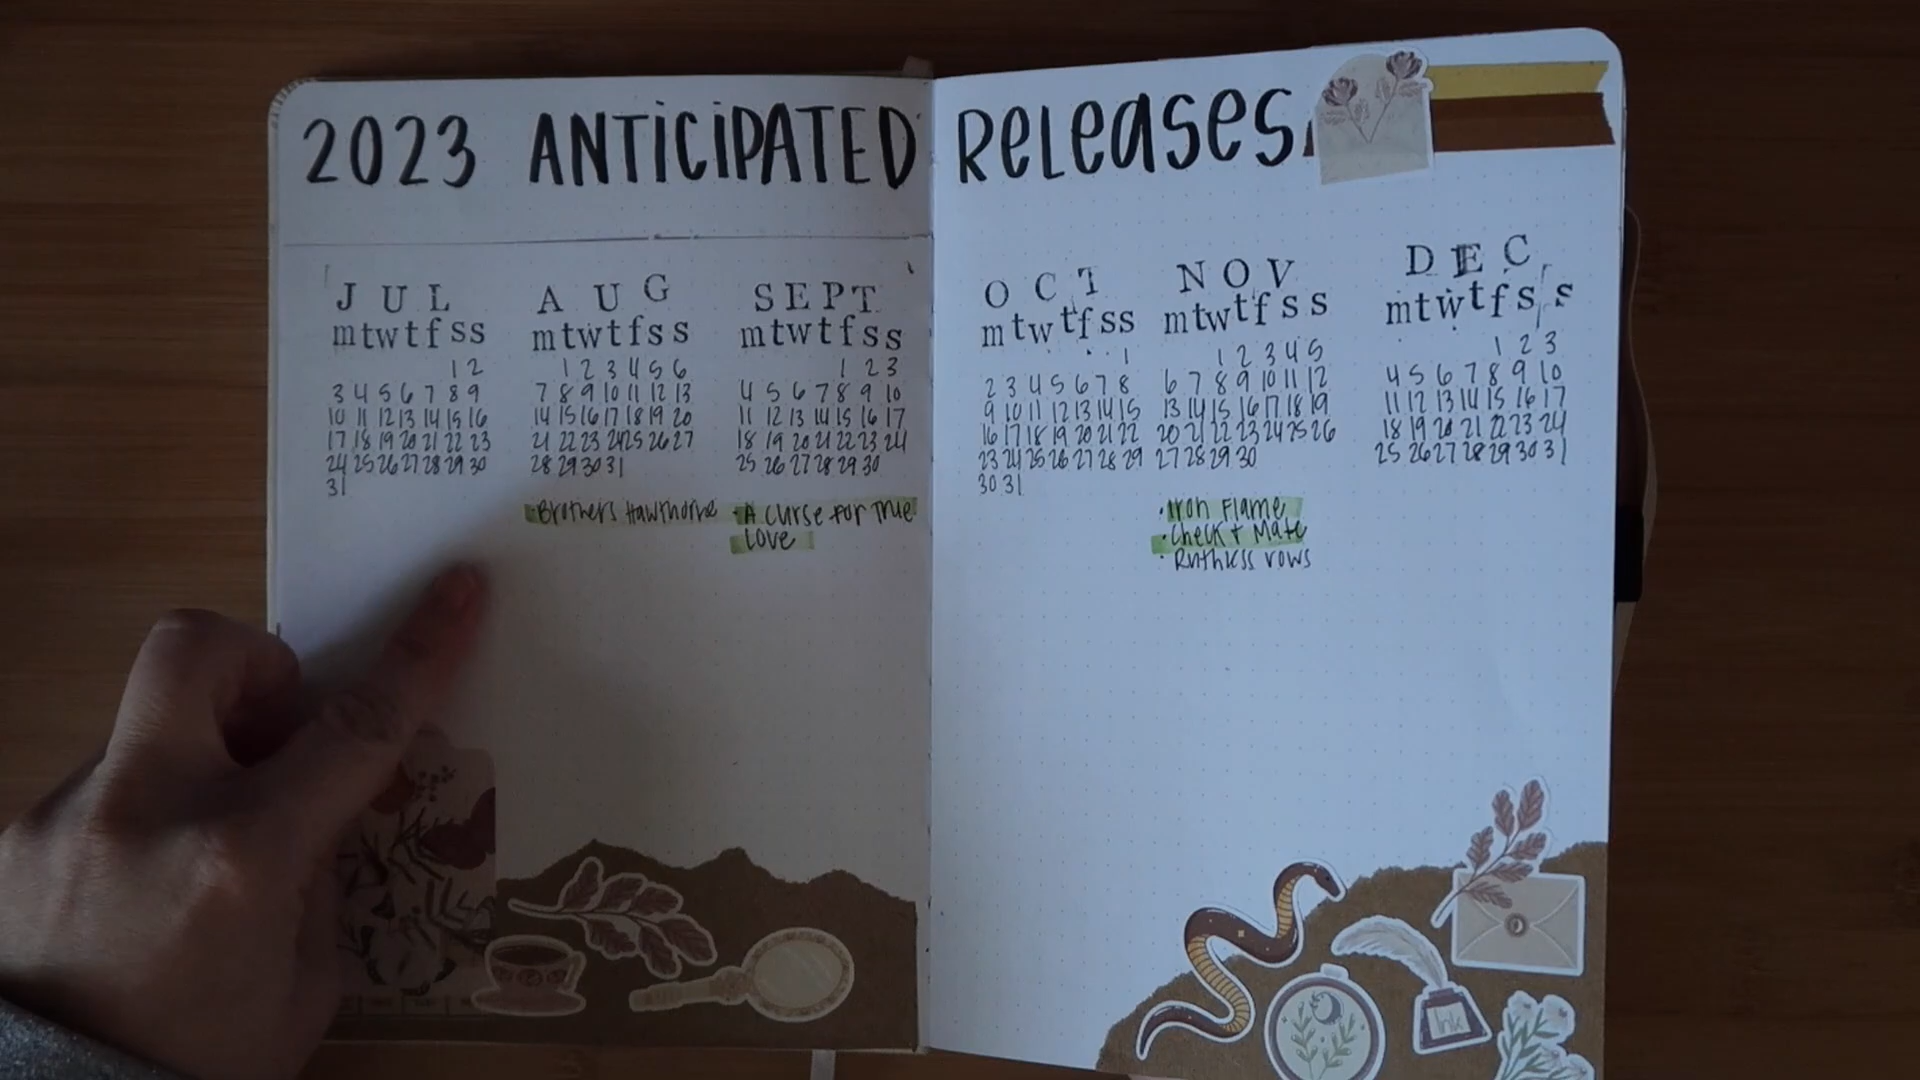 2023 ANTICIPATED Releases
JUL
mtwtfss
1 2
3 4 5 6 7 8 9
10 11 12 13 14 15 16
17 18 19 20 21 22 23
24 25 26 27 28 29 30
31
AUG
mtwtfss
1 2 3 4 5 6
7 8 9 10 11 12 13
14 15 16 17 18 19 20
21 22 23 24 25 26 27
28 29 30 31
·Brothers Hawthorne
SEPT
mtwtfss
1 2 3
4 5 6 7 8 9 10
11 12 13 14 15 16 17
18 19 20 21 22 23 24
25 26 27 28 29 30
·A curse for True
Love
OCT
mtwtfss
1
2 3 4 5 6 7 8
9 10 11 12 13 14 15
16 17 18 19 20 21 22
23 24 25 26 27 28 29
30 31
NOV
mtwtfss
1 2 3 4 5
6 7 8 9 10 11 12
13 14 15 16 17 18 19
20 21 22 23 24 25 26
27 28 29 30
·Iron Flame
·Check + Mate
·Ruthless vows
DEC
mtwtfss
1 2 3
4 5 6 7 8 9 10
11 12 13 14 15 16 17
18 19 20 21 22 23 24
25 26 27 28 29 30 31
Ink